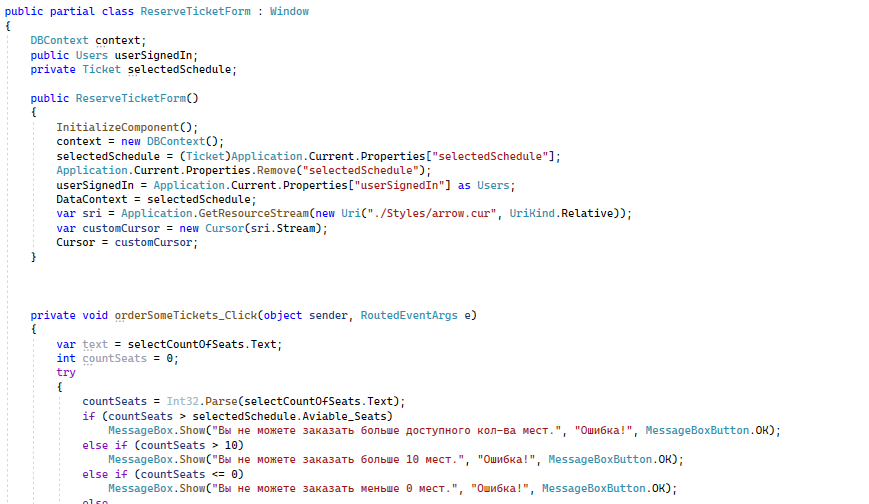 public partial class ReserveTicketForm : Window
{
DBContext context;
public Users userSignedIn;
private Ticket selectedSchedule;
public ReserveTicketForm()
{
InitializeComponent();
context = new DBContext();
selectedSchedule = (Ticket)Application.Current.Properties["selectedSchedule"];
Application.Current.Properties.Remove("selectedSchedule");
userSignedIn = Application.Current.Properties["userSignedIn"] as Users;
DataContext = selectedSchedule;
var sri = Application.GetResourceStream(new Uri("./Styles/arrow.cur", UriKind.Relative));
var customCursor = new Cursor(sri.Stream);
Cursor = customCursor;
}
private void orderSomeTickets_Click(object sender, RoutedEventArgs e)
{
var text = selectCountOfSeats.Text;
int countSeats = 0;
try
{
countSeats = Int32.Parse(selectCountOfSeats.Text);
if (countSeats > selectedSchedule.Aviable_Seats)
MessageBox.Show("Вы не можете заказать больше доступного кол-ва мест.", "Ошибка!", MessageBoxButton.OK);
else if (countSeats > 10)
MessageBox.Show("Вы не можете заказать больше 10 мест.", "Ошибка!", MessageBoxButton.OK);
else if (countSeats <= 0)
MessageBox.Show("Вы не можете заказать меньше 0 мест.", "Ошибка!", MessageBoxButton.OK);
else